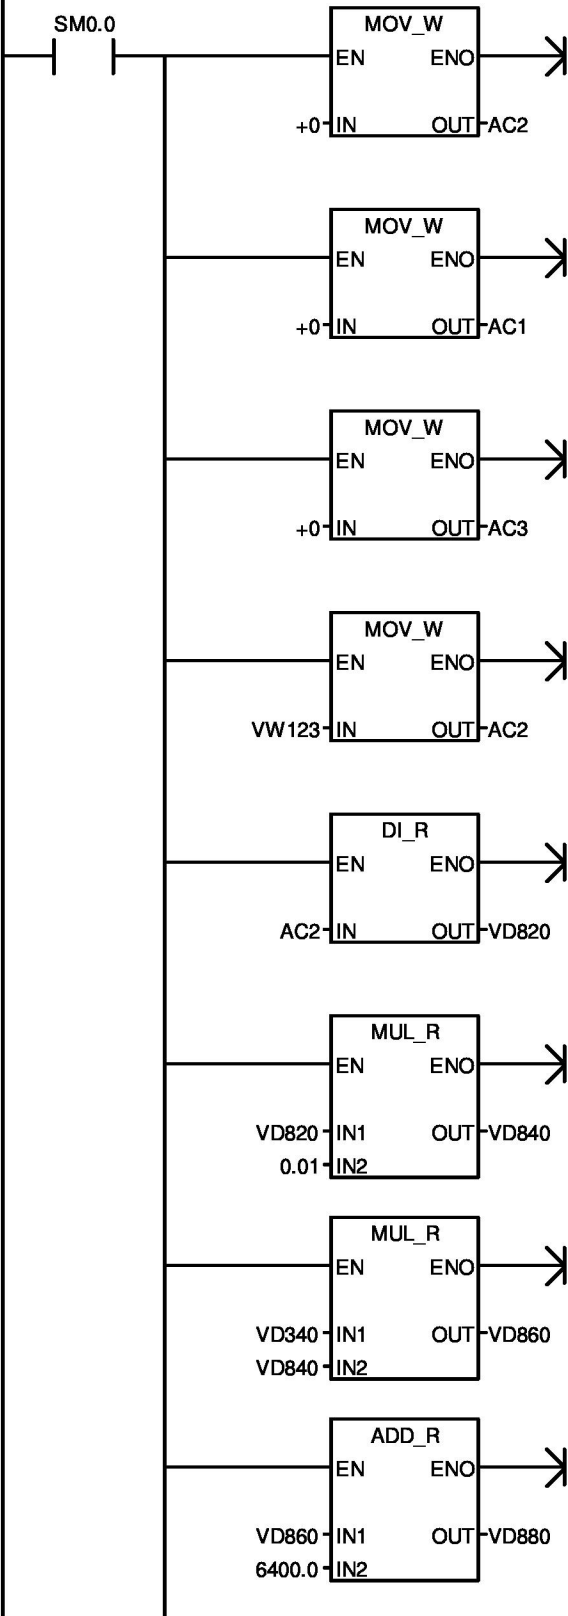 SM0.0
MOV_W
EN ENO
+0 IN OUT AC2
MOV_W
EN ENO
+0 IN OUT AC1
MOV_W
EN ENO
+0 IN OUT AC3
MOV_W
EN ENO
VW123 IN OUT AC2
DI_R
EN ENO
AC2 IN OUT VD820
MUL_R
EN ENO
VD820 IN1 OUT VD840
0.01 IN2
MUL_R
EN ENO
VD340 IN1 OUT VD860
VD840 IN2
ADD_R
EN ENO
VD860 IN1 OUT VD880
6400.0 IN2